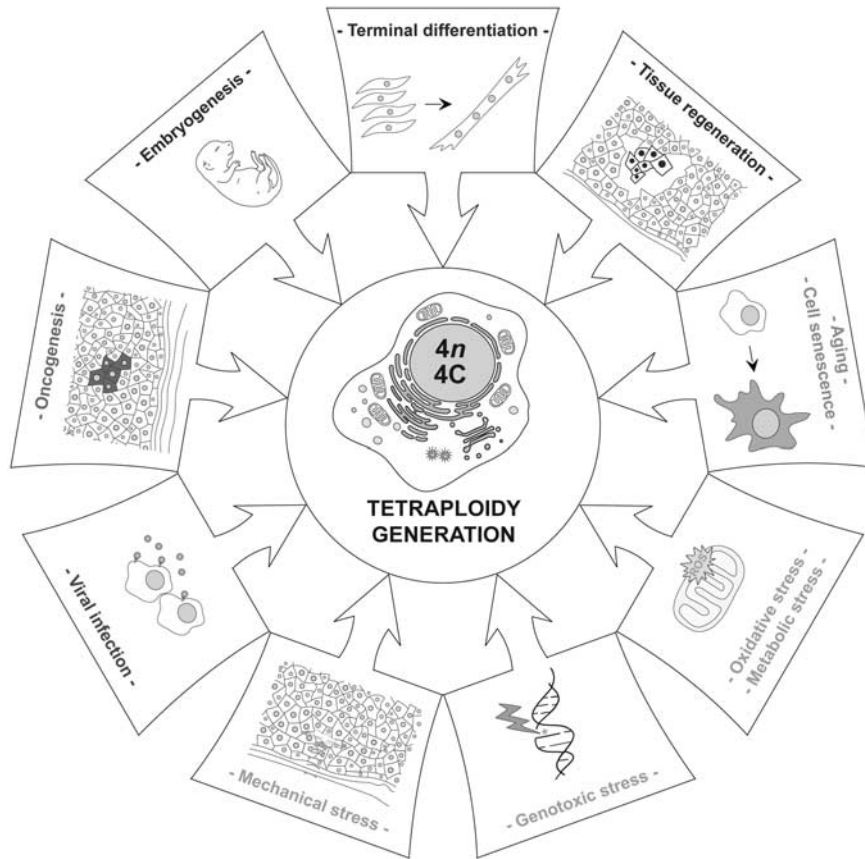 - Terminal differentiation -
- Tissue regeneration -
- Aging -
- Cell senescence -
ROS
- Oxidative stress -
- Metabolic stress -
- Genotoxic stress -
- Mechanical stress -
- Viral infection -
- Oncogenesis -
- Embryogenesis -
4n
4C
TETRAPLOIDY
GENERATION